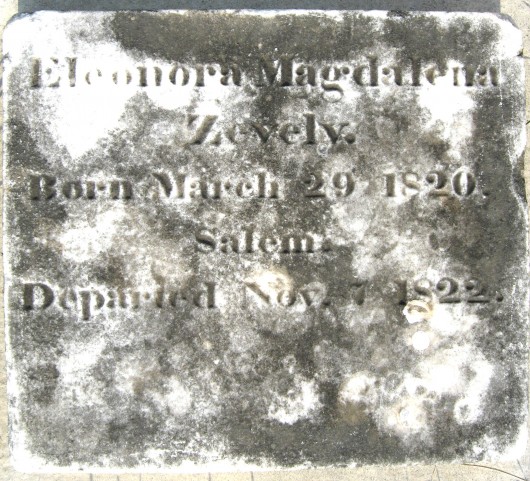 Eleonora Magdalena
Zevely.
Born March 29 1820.
Salem.
Departed Nov. 7 1822.